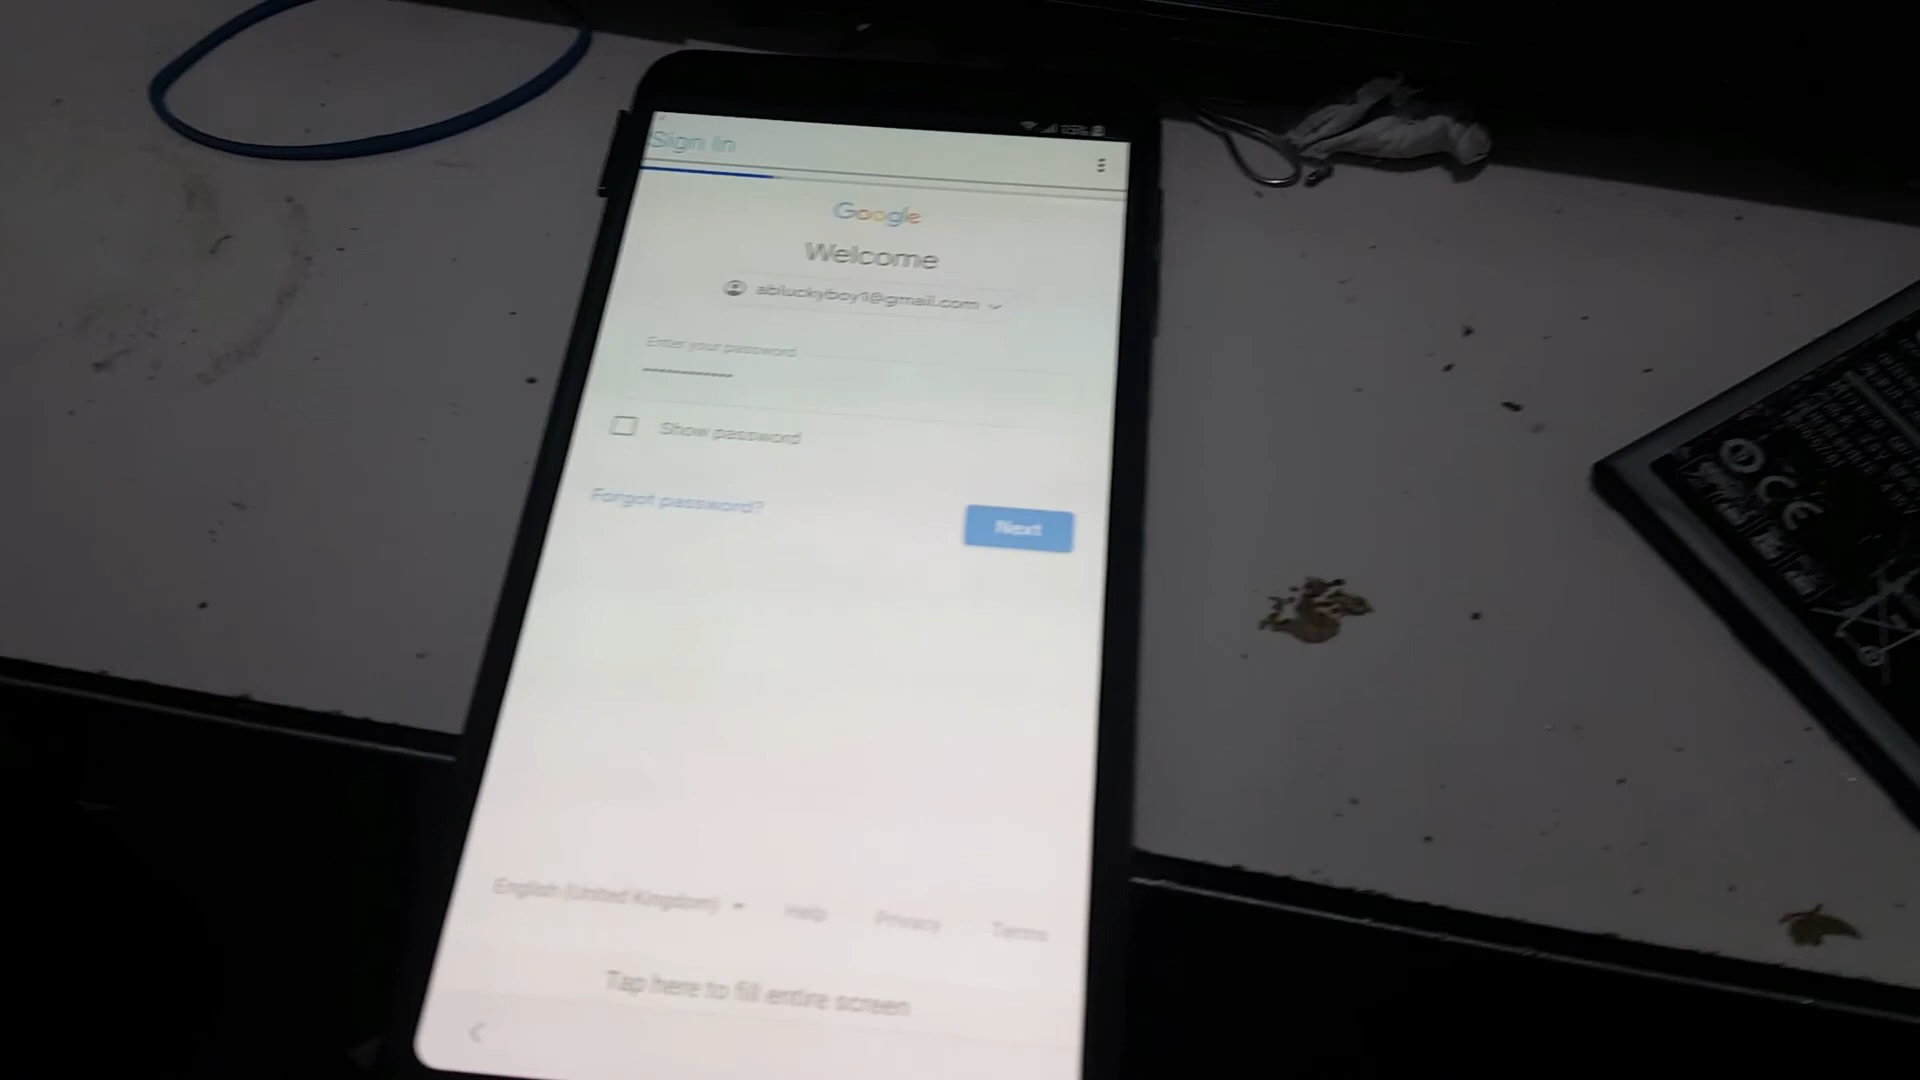 Sign In
Google
Welcome
abluckyboy1@gmail.com
Enter your password
Show password
Forgot password?
Next
English (United Kingdom)
Help
Privacy
Terms
Tap here to fill entire screen
CE